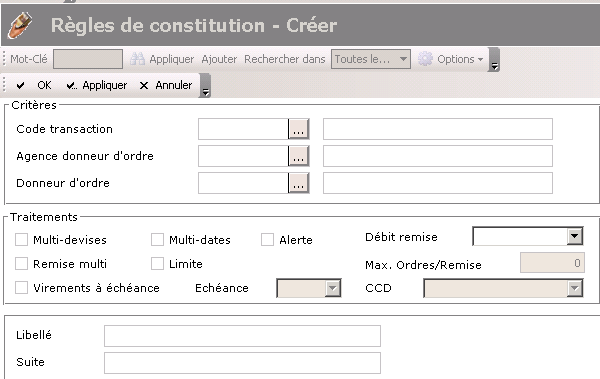 Règles de constitution - Créer
Mot-Clé Appliquer Ajouter Rechercher dans Toutes le... Options
OK Appliquer Annuler
Critères
Code transaction ...
Agence donneur d'ordre ...
Donneur d'ordre ...
Traitements
Multi-devises Multi-dates Alerte Débit remise
Remise multi Limite Max. Ordres/Remise 0
Virements à échéance Echéance CCD
Libellé
Suite